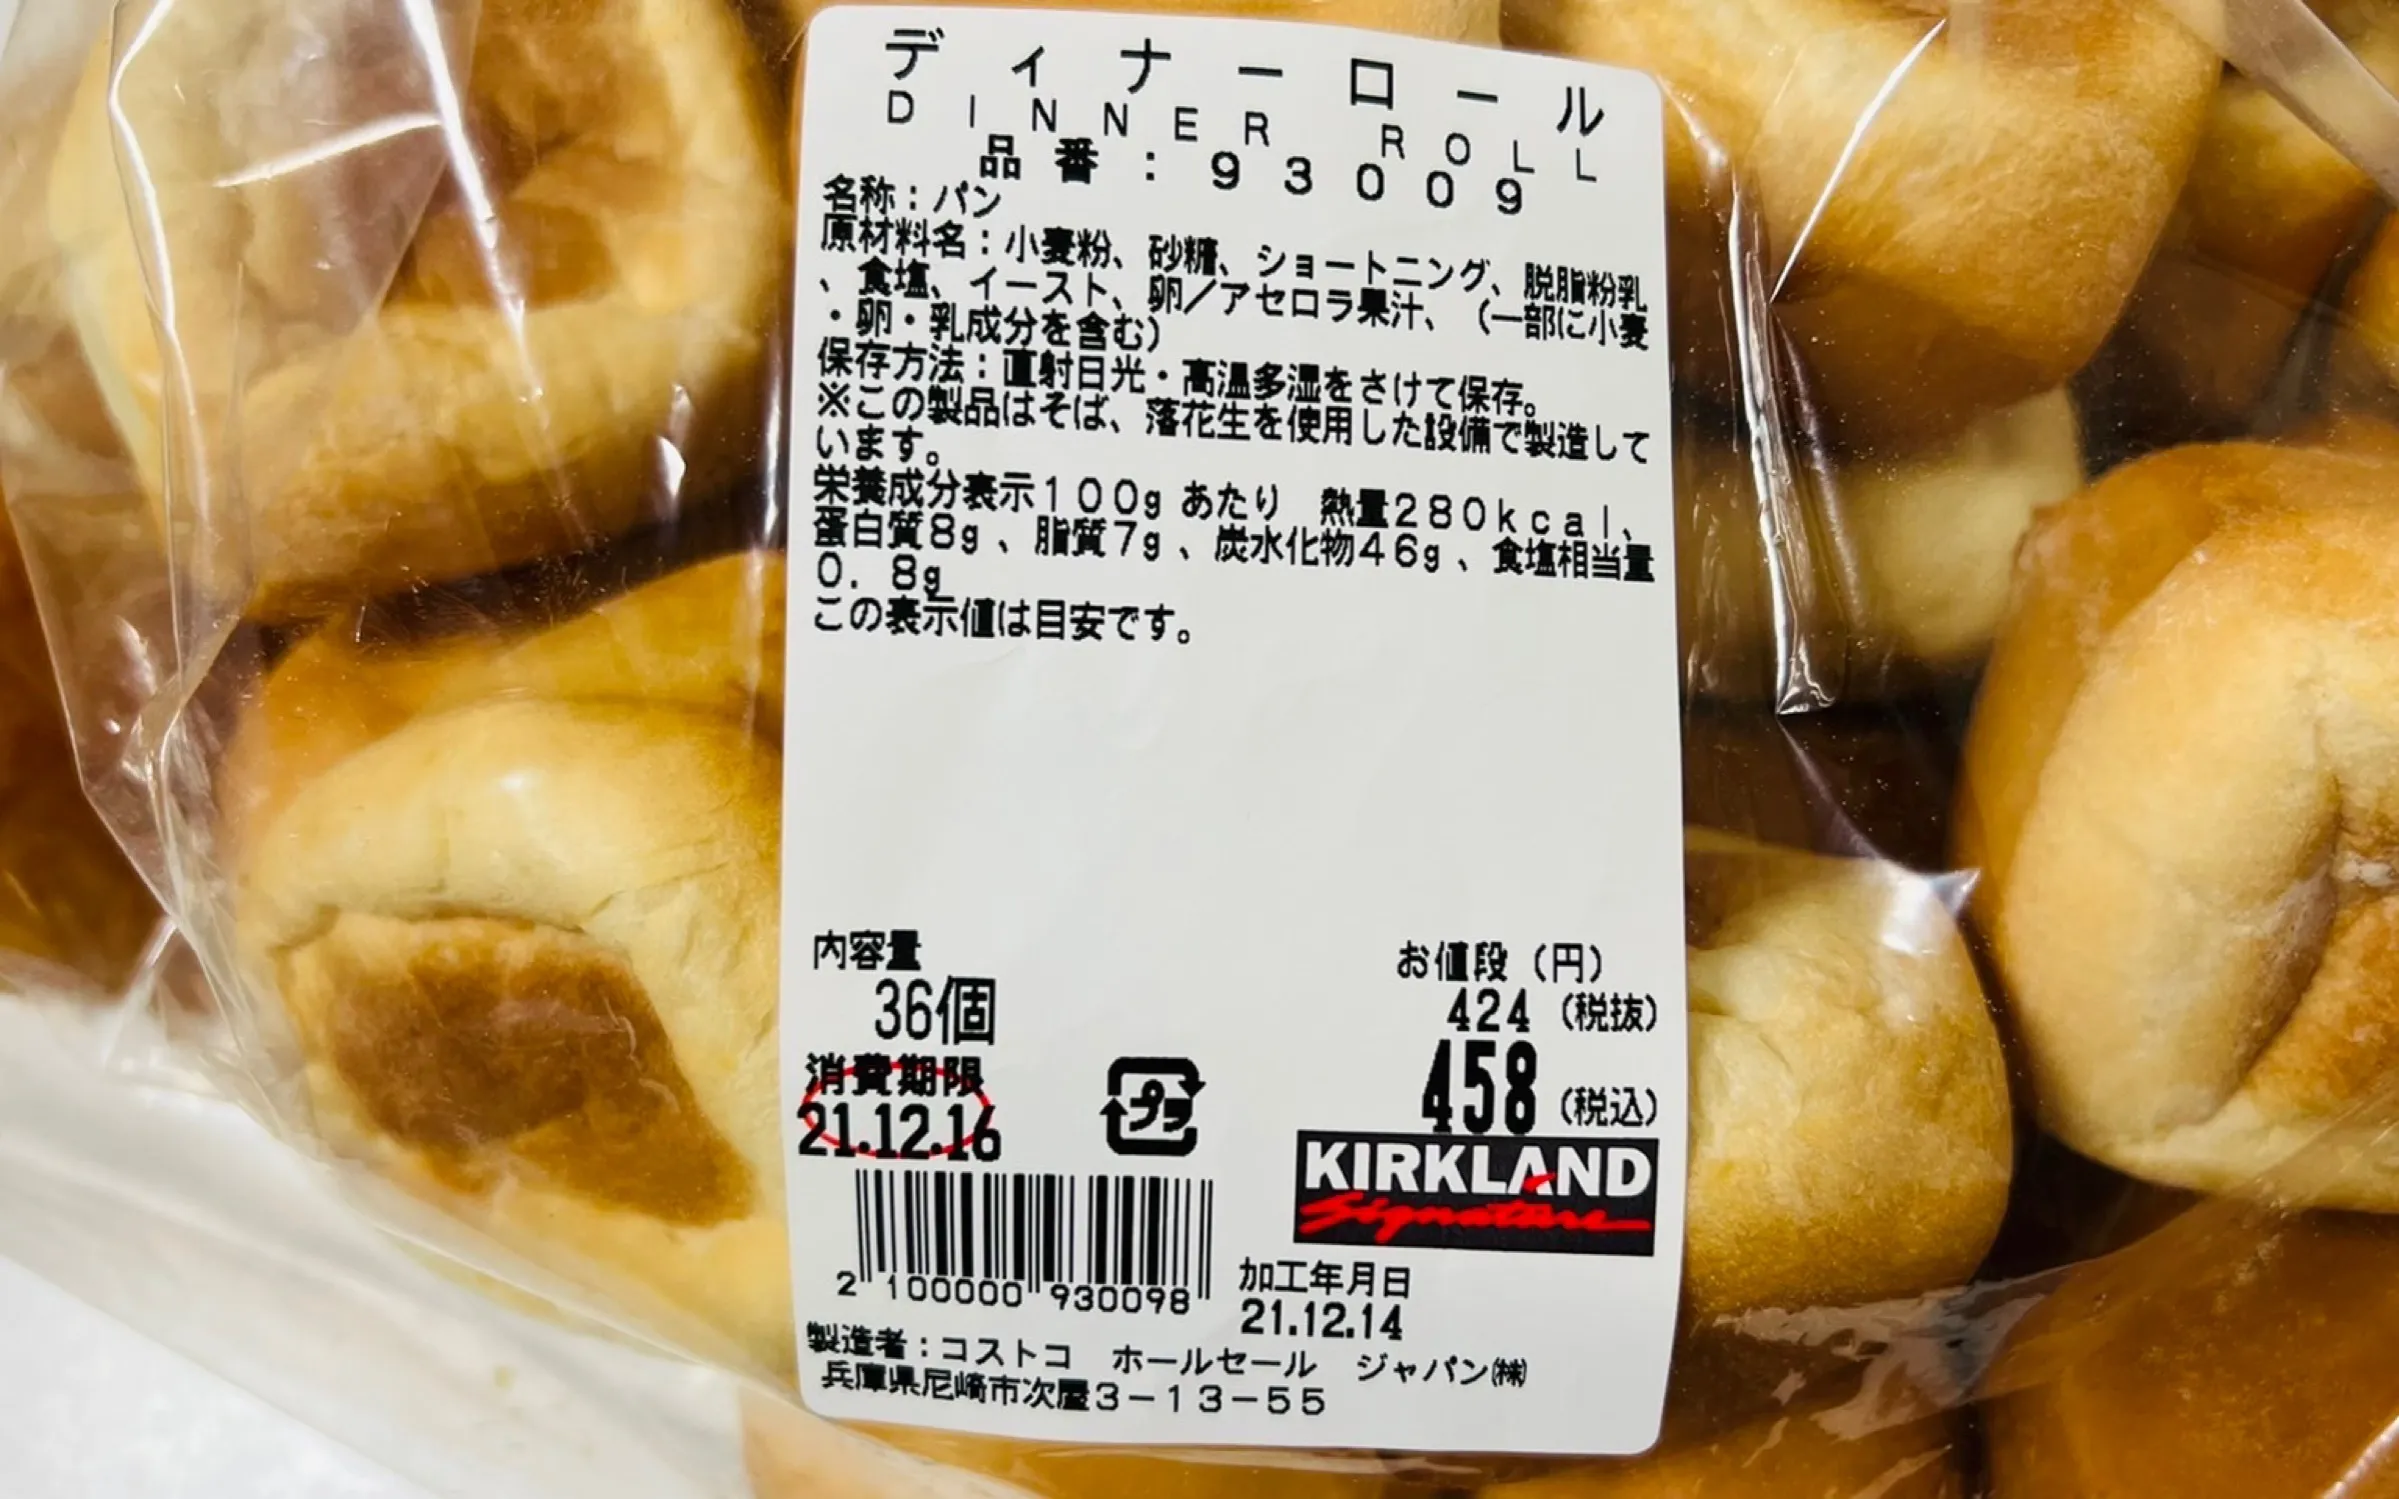 ディナーロール
DINNER ROLL
品番：93009
名称：パン
原材料名：小麦粉、砂糖、ショートニング、脱脂粉乳
、食塩、イースト、卵／アセロラ果汁、（一部に小麦
・卵・乳成分を含む）
保存方法：直射日光・高温多湿をさけて保存。
※この製品はそば、落花生を使用した設備で製造して
います。
栄養成分表示１００g あたり　熱量２８０kcal、
蛋白質８g、脂質７g、炭水化物４６g、食塩相当量
０．８g
この表示値は目安です。
内容量
36個
お値段（円）
424（税抜）
458（税込）
消費期限
21.12.16
プラ
KIRKLAND
Signature
2 100000 930098
加工年月日
21.12.14
製造者：コストコ　ホールセール　ジャパン㈱
兵庫県尼崎市次屋３－１３－５５